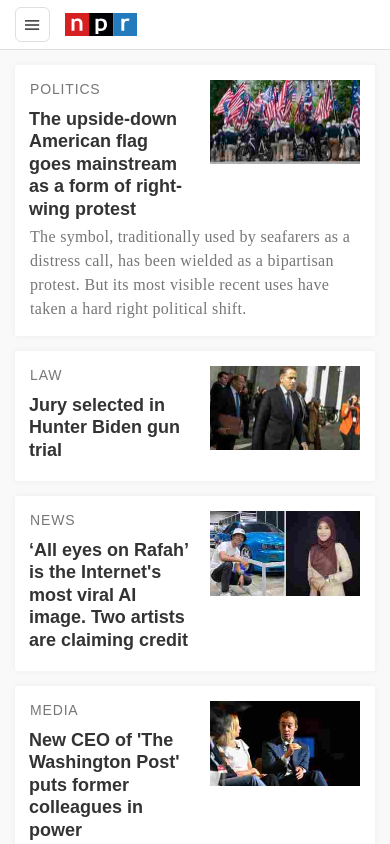 npr
POLITICS
The upside-down
American flag
goes mainstream
as a form of right-
wing protest
The symbol, traditionally used by seafarers as a
distress call, has been wielded as a bipartisan
protest. But its most visible recent uses have
taken a hard right political shift.
LAW
Jury selected in
Hunter Biden gun
trial
NEWS
‘All eyes on Rafah’
is the Internet's
most viral AI
image. Two artists
are claiming credit
MEDIA
New CEO of 'The
Washington Post'
puts former
colleagues in
power